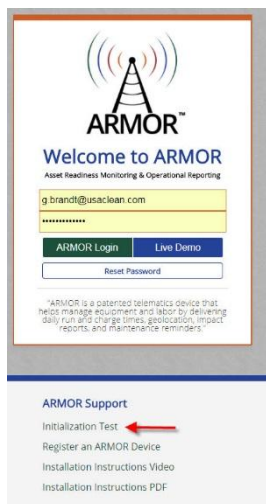 ARMOR™
Welcome to ARMOR
Asset Readiness Monitoring & Operational Reporting
g.brandt@usaclean.com
•••••••••••••
ARMOR Login
Live Demo
Reset Password
"ARMOR is a patented telematics device that
helps manage equipment and labor by delivering
daily run and charge times, geolocation, impact
reports, and maintenance reminders."
ARMOR Support
Initialization Test
Register an ARMOR Device
Installation Instructions Video
Installation Instructions PDF